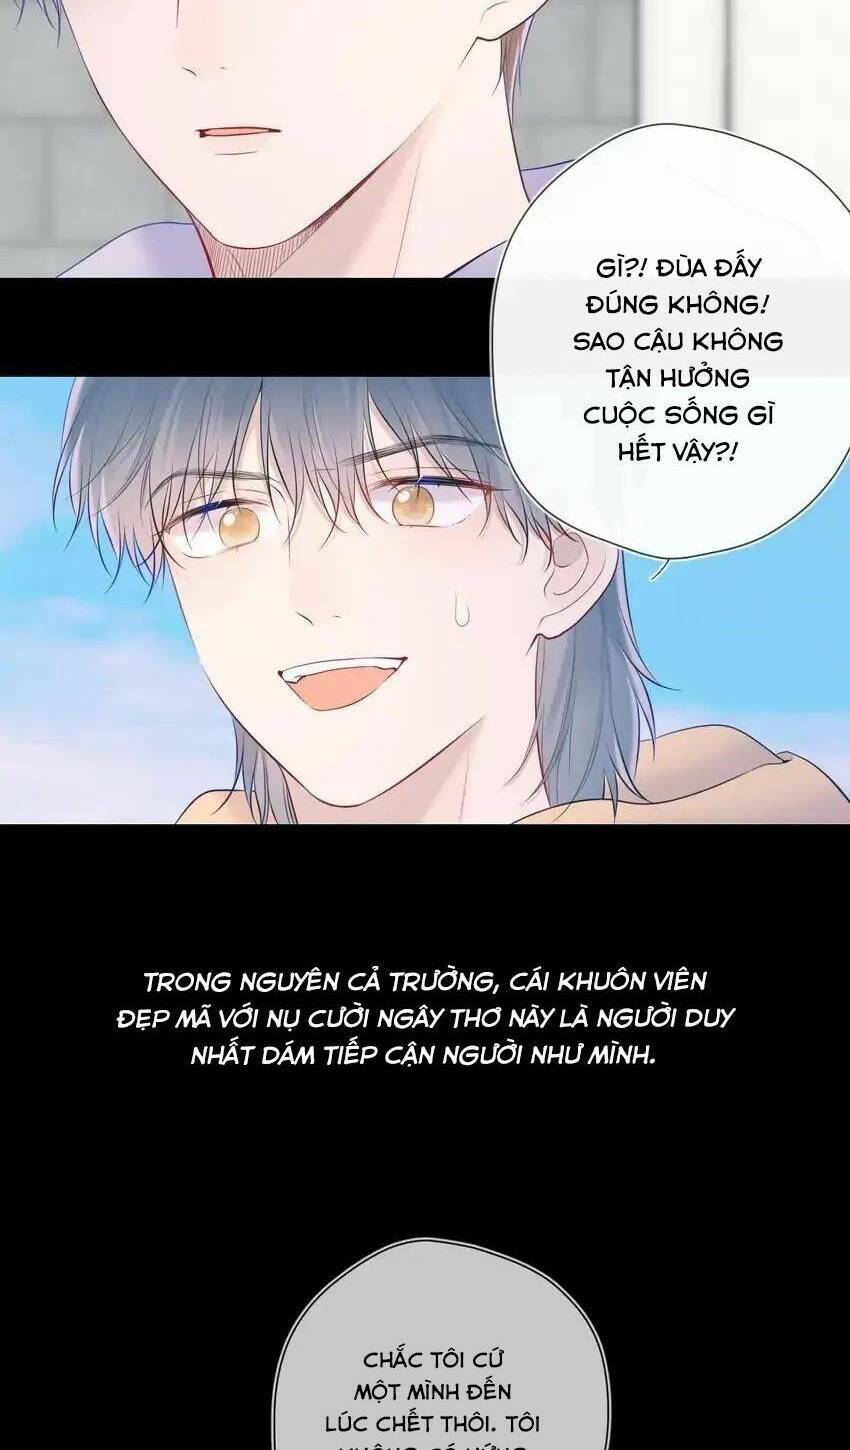 GÌ?! ĐÙA ĐẤY
ĐÚNG KHÔNG!
SAO CẬU KHÔNG
TẬN HƯỞNG
CUỘC SỐNG GÌ
HẾT VẬY?!
TRONG NGUYÊN CẢ TRƯỜNG, CÁI KHUÔN VIÊN
ĐẸP MÃ VỚI NỤ CƯỜI NGÂY THƠ NÀY LÀ NGƯỜI DUY
NHẤT DÁM TIẾP CẬN NGƯỜI NHƯ MÌNH.
CHẮC TÔI CỨ
MỘT MÌNH ĐẾN
LÚC CHẾT THÔI. TÔI